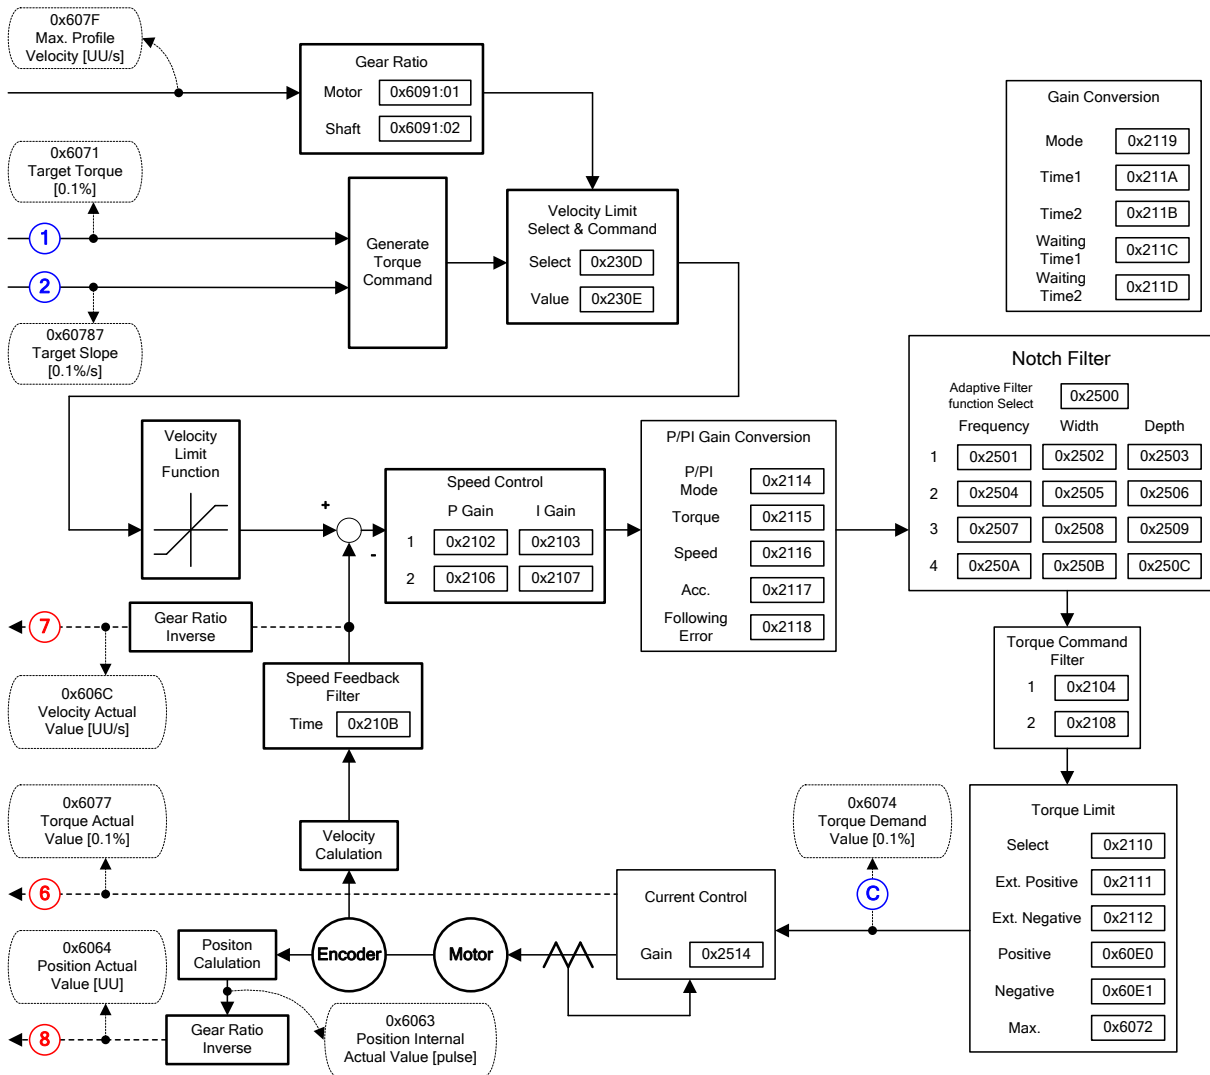 0x607F
Max. Profile
Velocity [UU/s]
Gear Ratio
Motor 0x6091:01
Shaft 0x6091:02
Gain Conversion
Mode 0x2119
Time1 0x211A
Time2 0x211B
Waiting
Time1 0x211C
Waiting
Time2 0x211D
0x6071
Target Torque
[0.1%]
1
2
0x60787
Target Slope
[0.1%/s]
Generate
Torque
Command
Velocity Limit
Select & Command
Select 0x230D
Value 0x230E
Notch Filter
Adaptive Filter
function Select 0x2500
Frequency Width Depth
1 0x2501 0x2502 0x2503
2 0x2504 0x2505 0x2506
3 0x2507 0x2508 0x2509
4 0x250A 0x250B 0x250C
Velocity
Limit
Function
+
-
Speed Control
P Gain I Gain
1 0x2102 0x2103
2 0x2106 0x2107
P/PI Gain Conversion
P/PI
Mode 0x2114
Torque 0x2115
Speed 0x2116
Acc. 0x2117
Following
Error 0x2118
7
Gear Ratio
Inverse
0x606C
Velocity Actual
Value [UU/s]
Speed Feedback
Filter
Time 0x210B
Torque Command
Filter
1 0x2104
2 0x2108
0x6077
Torque Actual
Value [0.1%]
Velocity
Calulation
0x6074
Torque Demand
Value [0.1%]
Torque Limit
Select 0x2110
Ext. Positive 0x2111
Ext. Negative 0x2112
Positive 0x60E0
Negative 0x60E1
Max. 0x6072
6
C
Current Control
Gain 0x2514
0x6064
Position Actual
Value [UU]
Positon
Calulation
Encoder
Motor
8
Gear Ratio
Inverse
0x6063
Position Internal
Actual Value [pulse]